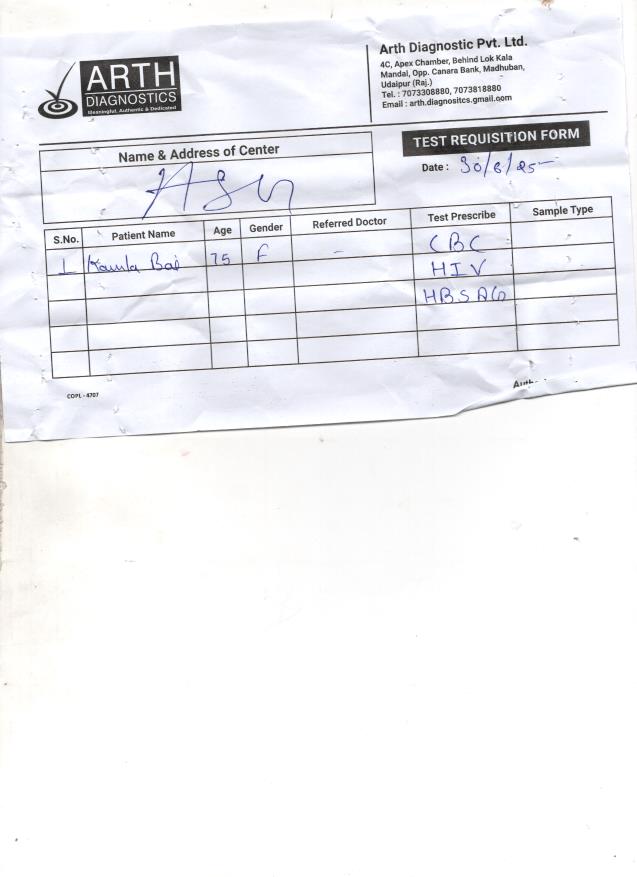 ARTH
DIAGNOSTICS
Meaningful, Authentic & Dedicated
Arth Diagnostic Pvt. Ltd.
4C, Apex Chamber, Behind Lok Kala
Mandal, Opp. Canara Bank, Madhuban,
Udaipur (Raj.)
Tel. : 7073308880, 7073818880
Email : arth.diagnositcs.gmail.com
TEST REQUISITION FORM
Name & Address of Center
Date : 30/6/25
S.No. Patient Name Age Gender Referred Doctor Test Prescribe Sample Type
1 Kamla Bai 75 F - CBC
HIV
HBSAG
COPL - 4707